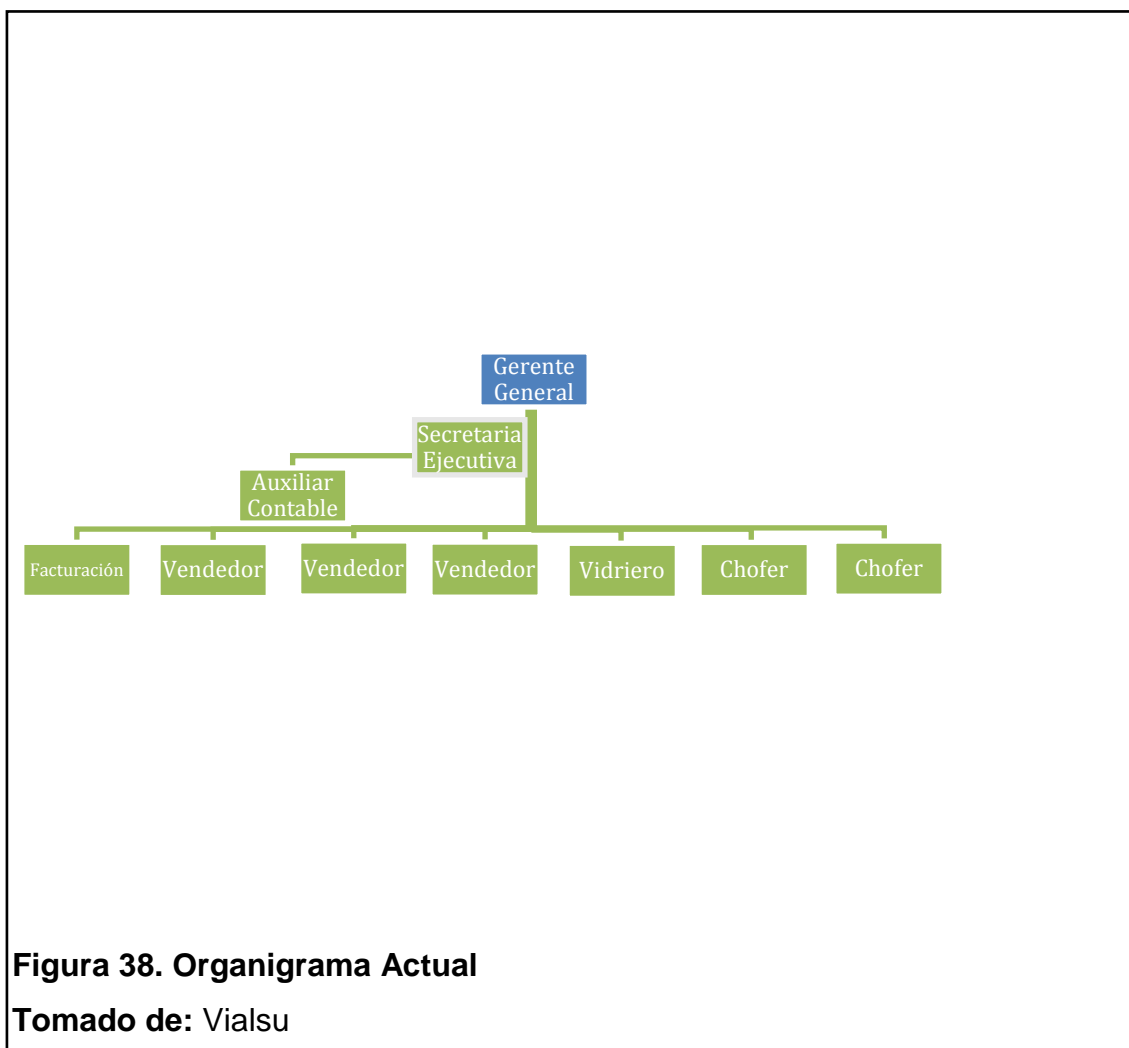 Gerente
General
Secretaria
Ejecutiva
Auxiliar
Contable
Facturación
Vendedor
Vendedor
Vendedor
Vidriero
Chofer
Chofer
Figura 38. Organigrama Actual
Tomado de: Vialsu